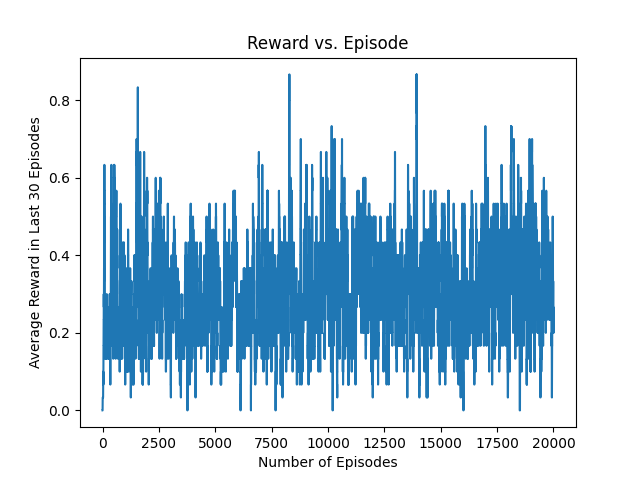 Reward vs. Episode
Average Reward in Last 30 Episodes
0.8
0.6
0.4
0.2
0.0
0 2500 5000 7500 10000 12500 15000 17500 20000
Number of Episodes